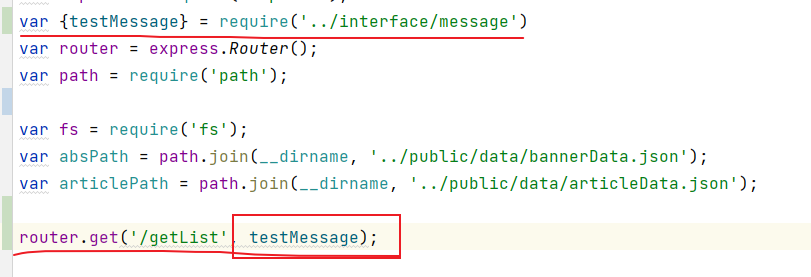 var {testMessage} = require('../interface/message')
var router = express.Router();
var path = require('path');
var fs = require('fs');
var absPath = path.join(__dirname, '../public/data/bannerData.json');
var articlePath = path.join(__dirname, '../public/data/articleData.json');
router.get('/getList', testMessage);